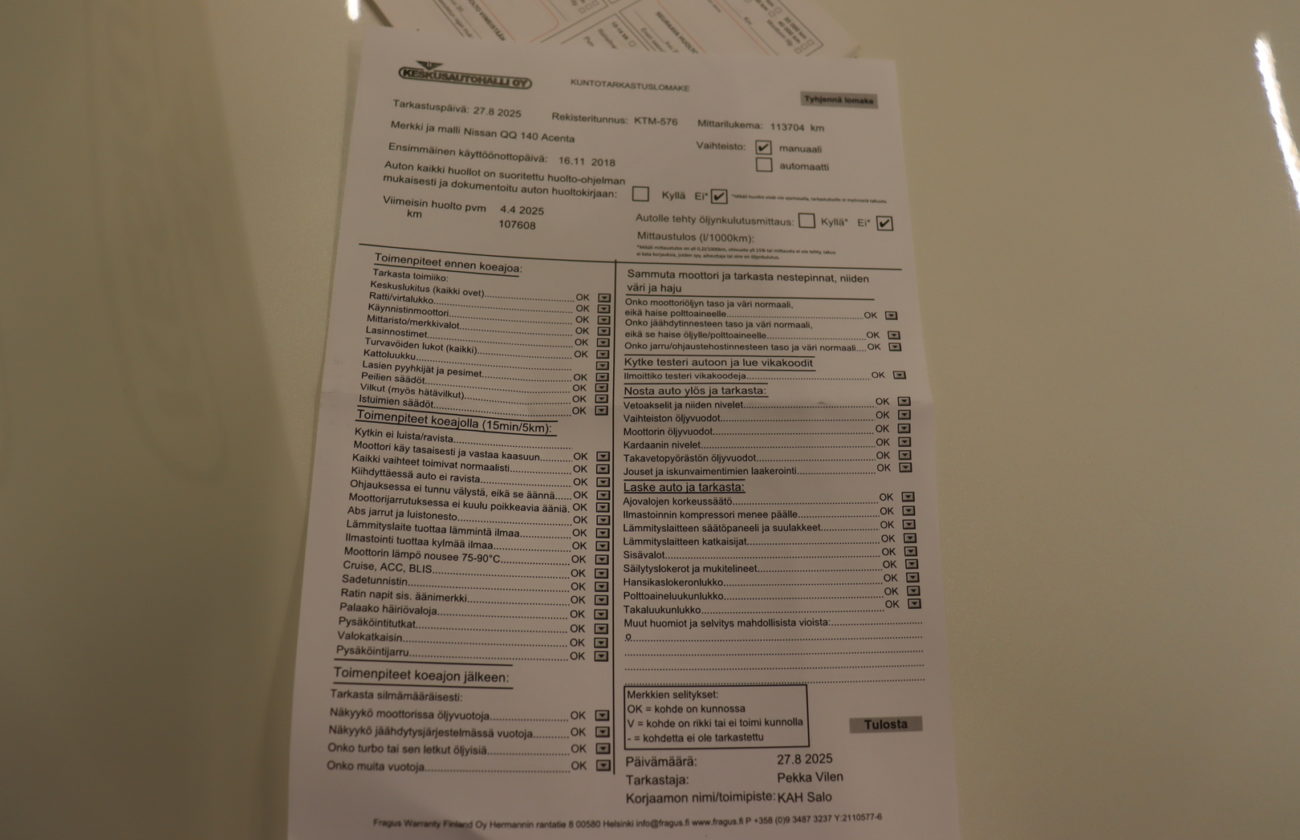 KESKUSAUTOHALLI OY
KUNTOTARKASTUSLOMAKE
Tyhjennä lomake
Tarkastuspäivä: 27.8 2025
Rekisteritunnus: KTM-576
Mittarilukema: 113704 km
Merkki ja malli Nissan QQ 140 Acenta
Vaihteisto: ✔ manuaali
automaatti
Ensimmäinen käyttöönottopäivä: 16.11 2018
Auton kaikki huollot on suoritettu huolto-ohjelman
mukaisesti ja dokumentoitu auton huoltokirjaan: Kyllä Ei* ✔
Viimeisin huolto pvm 4.4 2025
km 107608
Autolle tehty öljynkulutusmittaus: Kyllä* Ei* ✔
Mittaustulos (l/1000km):
Toimenpiteet ennen koeajoa:
Tarkasta toimiiko:
Keskuslukitus (kaikki ovet) OK
Ratti/virtalukko OK
Käynnistinmoottori OK
Mittaristo/merkkivalot OK
Lasinnostimet OK
Turvavöiden lukot (kaikki) OK
Kattoluukku
Lasien pyyhkijät ja pesimet OK
Peilien säädöt OK
Vilkut (myös hätävilkut) OK
Istuimien säädöt OK
Toimenpiteet koeajolla (15min/5km):
Kytkin ei luista/ravista OK
Moottori käy tasaisesti ja vastaa kaasuun OK
Kaikki vaihteet toimivat normaalisti OK
Kiihdyttäessä auto ei ravista OK
Ohjauksessa ei tunnu välystä, eikä se äännä OK
Moottorijarrutuksessa ei kuulu poikkeavia ääniä OK
Abs jarrut ja luistonesto OK
Lämmityslaite tuottaa lämmintä ilmaa OK
Ilmastointi tuottaa kylmää ilmaa OK
Moottorin lämpö nousee 75-90°C OK
Cruise, ACC, BLIS OK
Sadetunnistin OK
Ratin napit sis. äänimerkki OK
Palaako häiriövaloja OK
Pysäköintitutkat OK
Valokatkaisin OK
Pysäköintijarru OK
Toimenpiteet koeajon jälkeen:
Tarkasta silmämääräisesti:
Näkyykö moottorissa öljyvuotoja OK
Näkyykö jäähdytysjärjestelmässä vuotoja OK
Onko turbo tai sen letkut öljyisiä OK
Onko muita vuotoja OK
Sammuta moottori ja tarkasta nestepinnat, niiden
väri ja haju
Onko moottoriöljyn taso ja väri normaali,
eikä haise polttoaineelle OK
Onko jäähdytinnesteen taso ja väri normaali,
eikä se haise öljylle/polttoaineelle OK
Onko jarru/ohjaustehostinnesteen taso ja väri normaali OK
Kytke testeri autoon ja lue vikakoodit
Ilmoittiko testeri vikakoodeja OK
Nosta auto ylös ja tarkasta:
Vetoakselit ja niiden nivelet OK
Vaihteiston öljyvuodot OK
Moottorin öljyvuodot OK
Kardaanin nivelet OK
Takavetopyörästön öljyvuodot OK
Jouset ja iskunvaimentimien laakerointi OK
Laske auto ja tarkasta:
Ajovalojen korkeussäätö OK
Ilmastoinnin kompressori menee päälle OK
Lämmityslaitteen säätöpaneeli ja suulakkeet OK
Lämmityslaitteen katkaisijat OK
Sisävalot OK
Säilytyslokerot ja mukitelineet OK
Hansikaslokeronlukko OK
Polttoaineluukunlukko OK
Takaluukunlukko OK
Muut huomiot ja selvitys mahdollisista vioista:
o
Merkkien selitykset:
OK = kohde on kunnossa
V = kohde on rikki tai ei toimi kunnolla
- = kohdetta ei ole tarkastettu
Tulosta
Päivämäärä: 27.8 2025
Tarkastaja: Pekka Vilen
Korjaamon nimi/toimipiste: KAH Salo
Fragus Warranty Finland Oy Hermannin rantatie 8 00580 Helsinki info@fragus.fi www.fragus.fi P +358 (0)9 3487 3237 Y:2110577-6